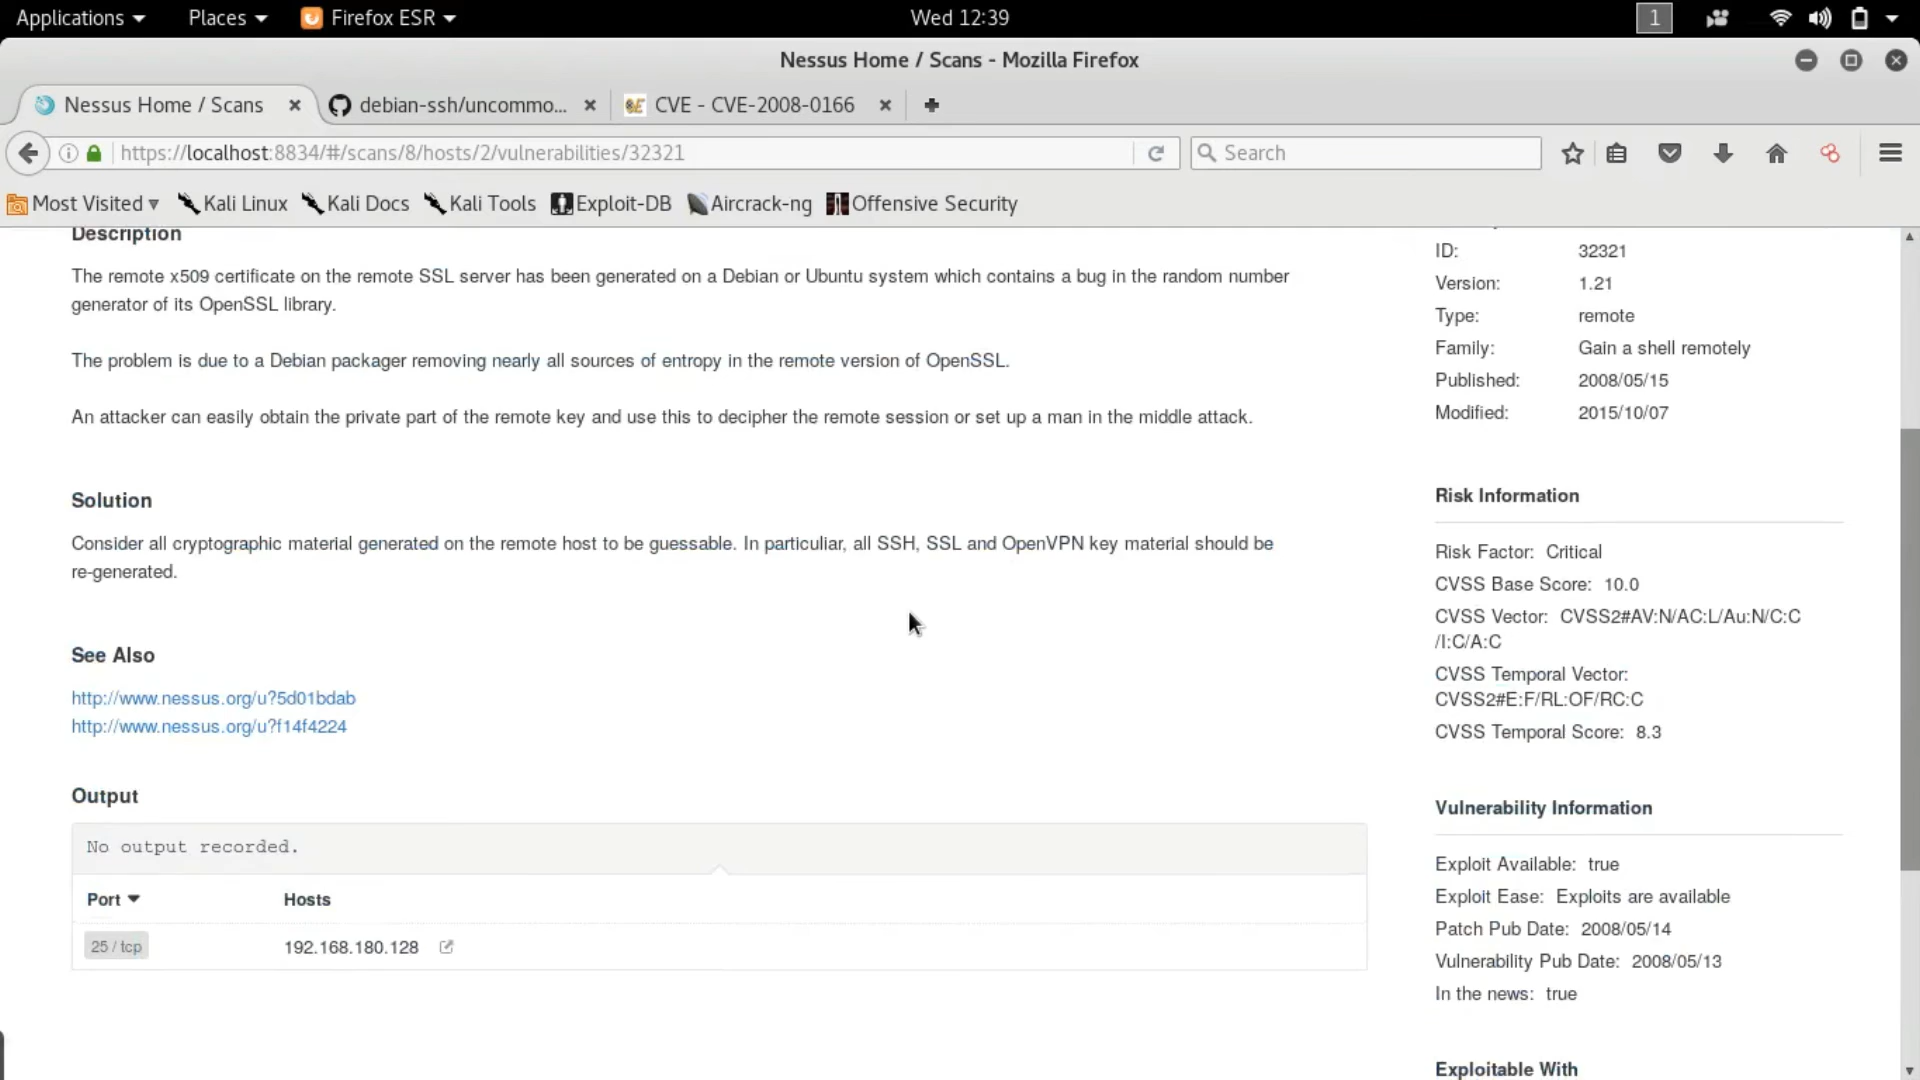 Applications Places Firefox ESR Wed 12:39 1
Nessus Home / Scans - Mozilla Firefox
Nessus Home / Scans debian-ssh/uncommo... CVE - CVE-2008-0166
https://localhost:8834/#/scans/8/hosts/2/vulnerabilities/32321 Search
Most Visited Kali Linux Kali Docs Kali Tools Exploit-DB Aircrack-ng Offensive Security
Description
The remote x509 certificate on the remote SSL server has been generated on a Debian or Ubuntu system which contains a bug in the random number
generator of its OpenSSL library.
The problem is due to a Debian packager removing nearly all sources of entropy in the remote version of OpenSSL.
An attacker can easily obtain the private part of the remote key and use this to decipher the remote session or set up a man in the middle attack.
Solution
Consider all cryptographic material generated on the remote host to be guessable. In particuliar, all SSH, SSL and OpenVPN key material should be
re-generated.
See Also
http://www.nessus.org/u?5d01bdab
http://www.nessus.org/u?f14f4224
Output
No output recorded.
Port Hosts
25 / tcp 192.168.180.128
ID: 32321
Version: 1.21
Type: remote
Family: Gain a shell remotely
Published: 2008/05/15
Modified: 2015/10/07
Risk Information
Risk Factor: Critical
CVSS Base Score: 10.0
CVSS Vector: CVSS2#AV:N/AC:L/Au:N/C:C
/I:C/A:C
CVSS Temporal Vector:
CVSS2#E:F/RL:OF/RC:C
CVSS Temporal Score: 8.3
Vulnerability Information
Exploit Available: true
Exploit Ease: Exploits are available
Patch Pub Date: 2008/05/14
Vulnerability Pub Date: 2008/05/13
In the news: true
Exploitable With